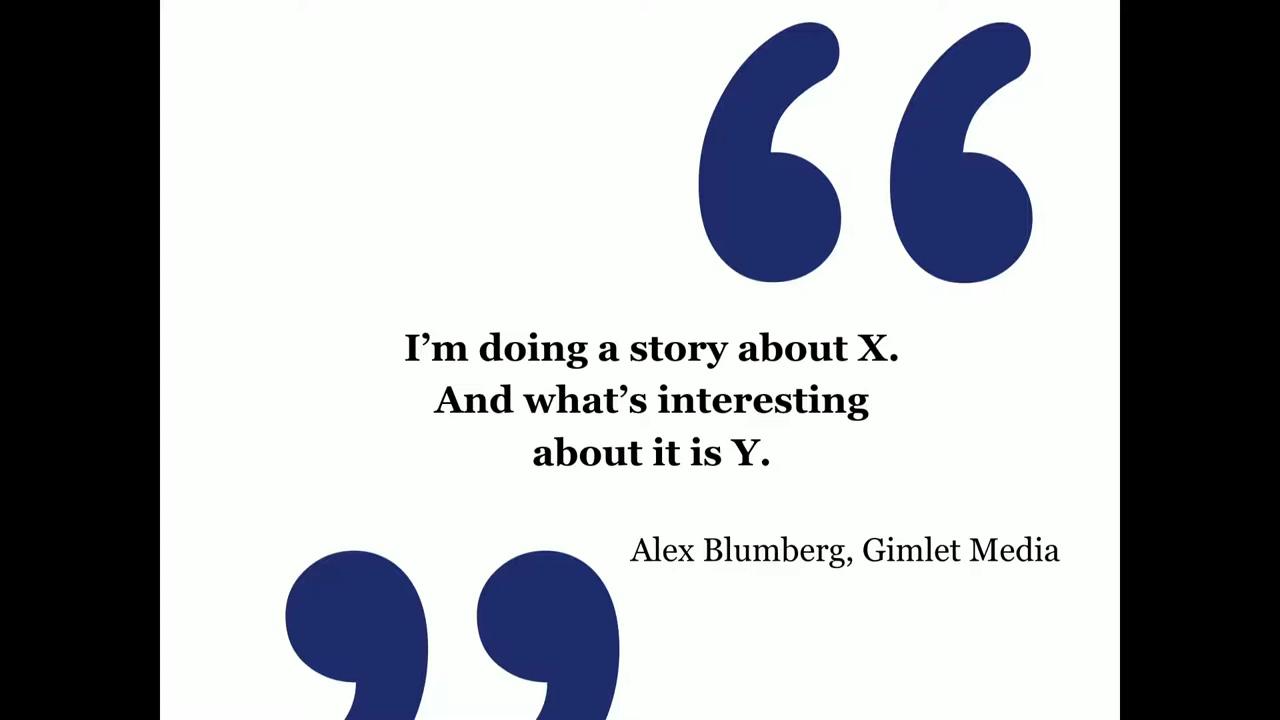 I’m doing a story about X.
And what’s interesting
about it is Y.
Alex Blumberg, Gimlet Media